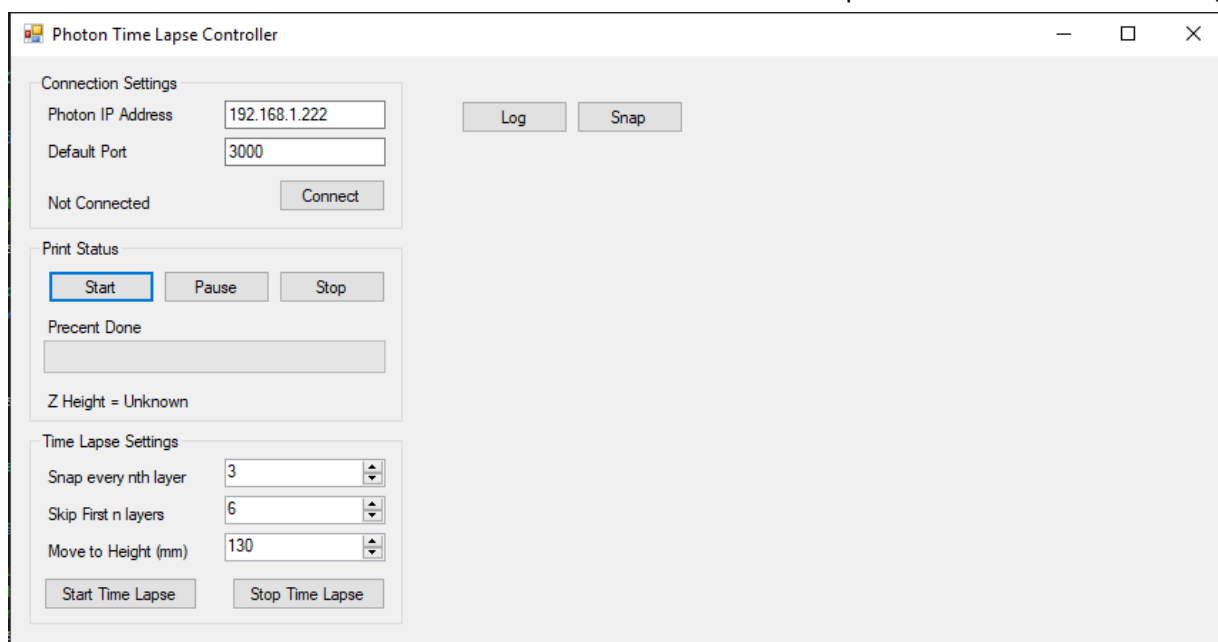 Photon Time Lapse Controller
Connection Settings
Photon IP Address 192.168.1.222
Log Snap
Default Port 3000
Not Connected Connect
Print Status
Start Pause Stop
Precent Done
Z Height = Unknown
Time Lapse Settings
Snap every nth layer 3
Skip First n layers 6
Move to Height (mm) 130
Start Time Lapse Stop Time Lapse